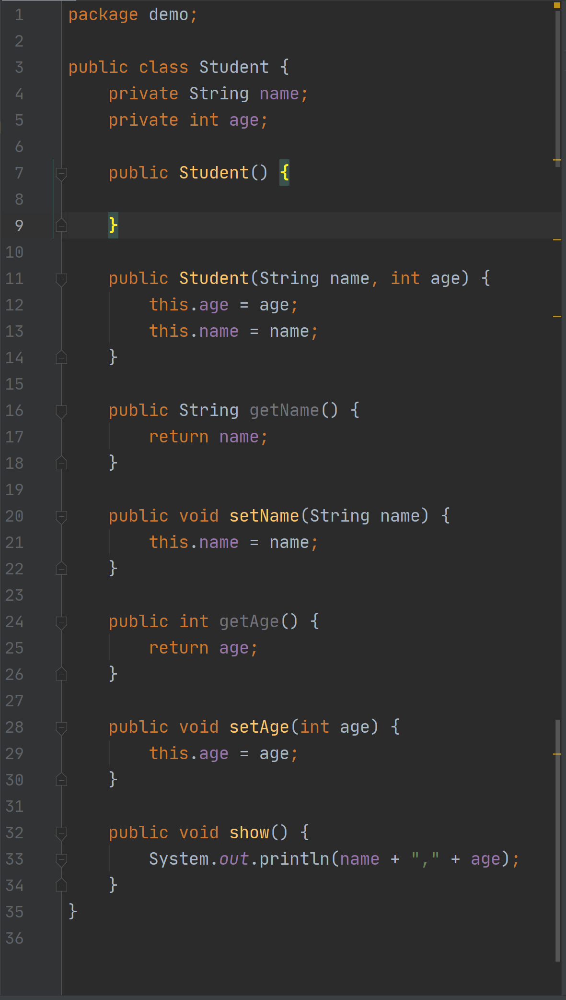 1 package demo;
2
3 public class Student {
4     private String name;
5     private int age;
6
7     public Student() {
8
9     }
10
11     public Student(String name, int age) {
12         this.age = age;
13         this.name = name;
14     }
15
16     public String getName() {
17         return name;
18     }
19
20     public void setName(String name) {
21         this.name = name;
22     }
23
24     public int getAge() {
25         return age;
26     }
27
28     public void setAge(int age) {
29         this.age = age;
30     }
31
32     public void show() {
33         System.out.println(name + "," + age);
34     }
35 }
36